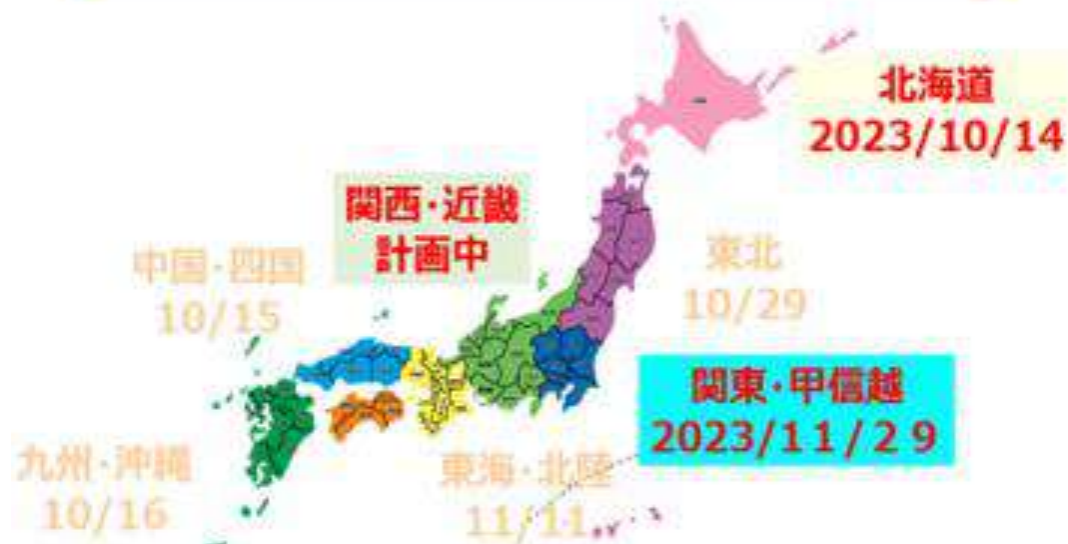 北海道
2023/10/14
関西・近畿
計画中
中国・四国
10/15
東北
10/29
関東・甲信越
2023/11/29
九州・沖縄
10/16
東海・北陸
11/11